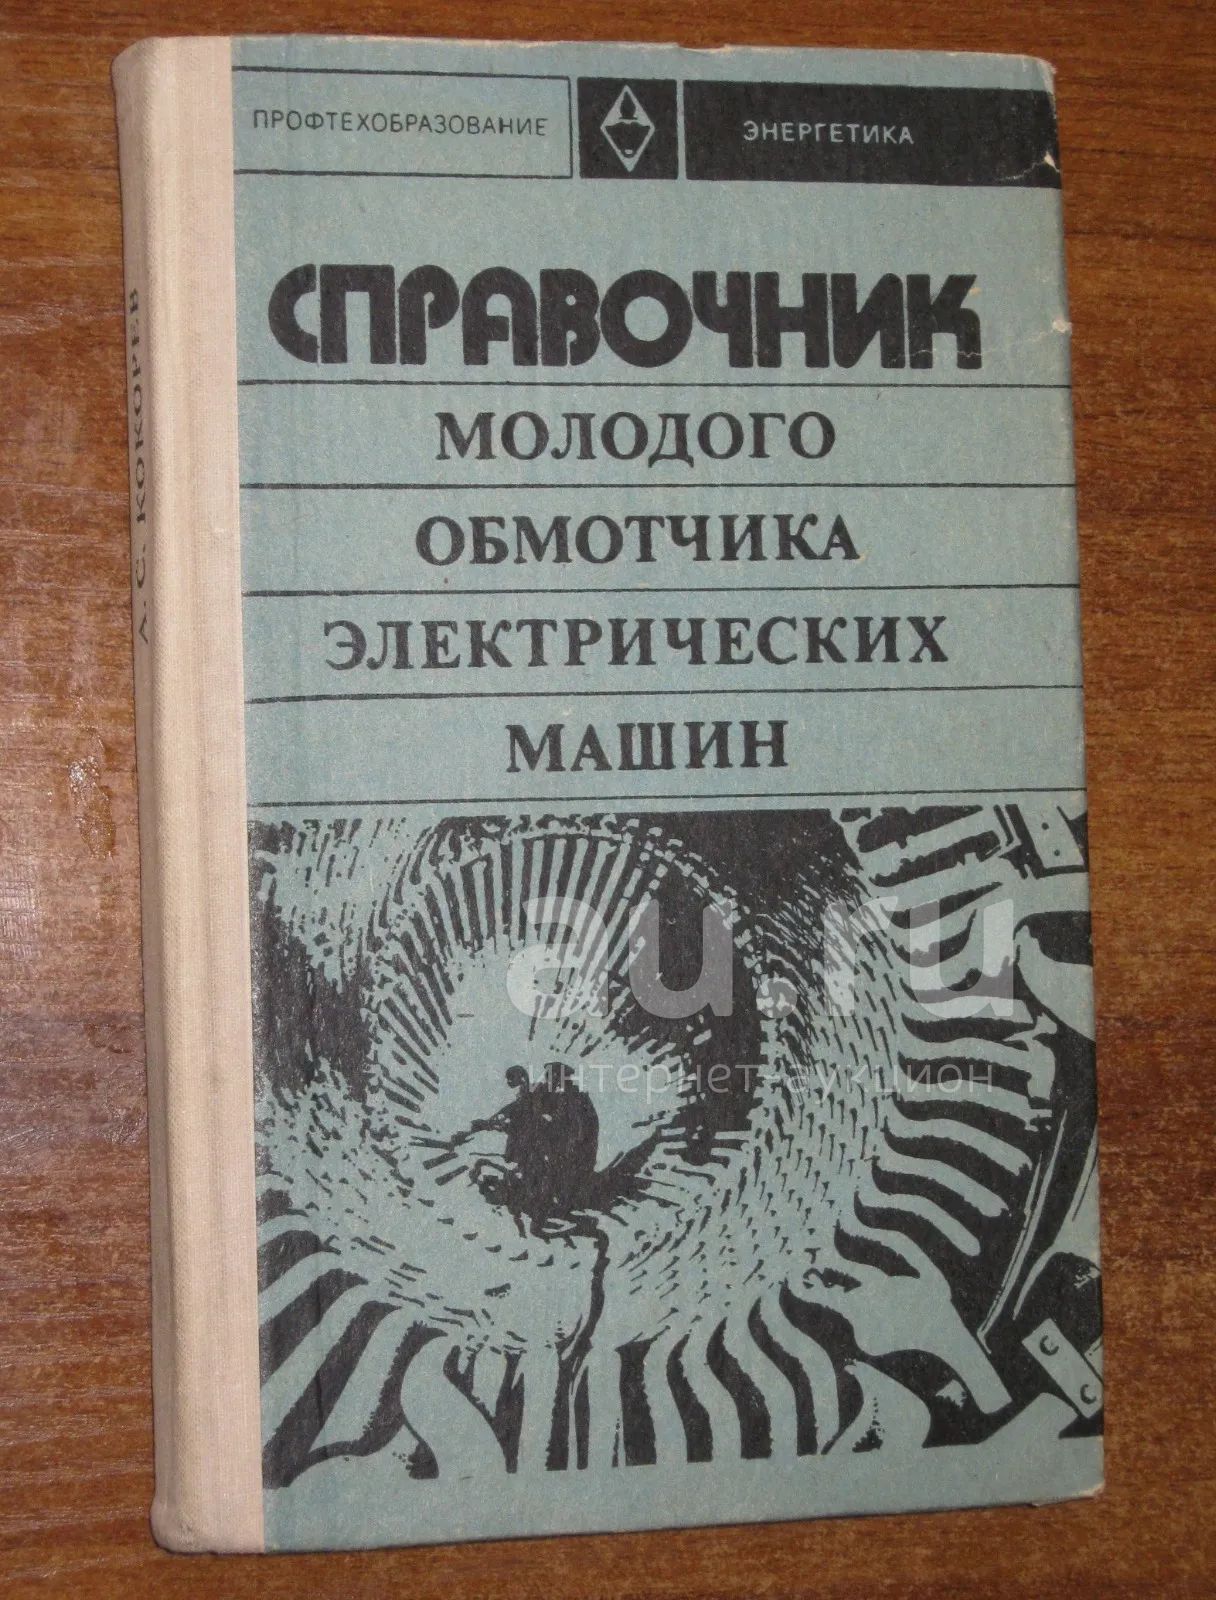 ПРОФТЕХОБРАЗОВАНИЕ
ЭНЕРГЕТИКА
СПРАВОЧНИК
МОЛОДОГО
ОБМОТЧИКА
ЭЛЕКТРИЧЕСКИХ
МАШИН
А. С. КОКОРЕВ
au.ru
интернет-аукцион